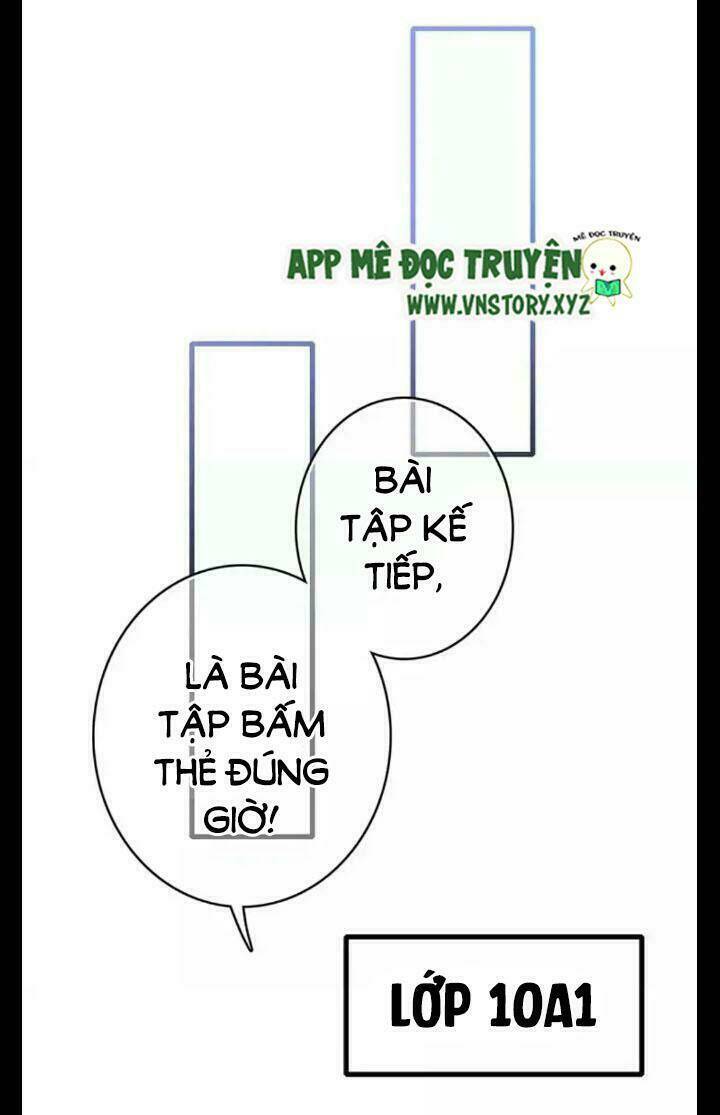 MÊ ĐỌC TRUYỆN
APP MÊ ĐỌC TRUYỆN
WWW.VNSTORY.XYZ
BÀI
TẬP KẾ
TIẾP,
LÀ BÀI
TẬP BẤM
THẺ ĐÚNG
GIỜ!
LỚP 10A1